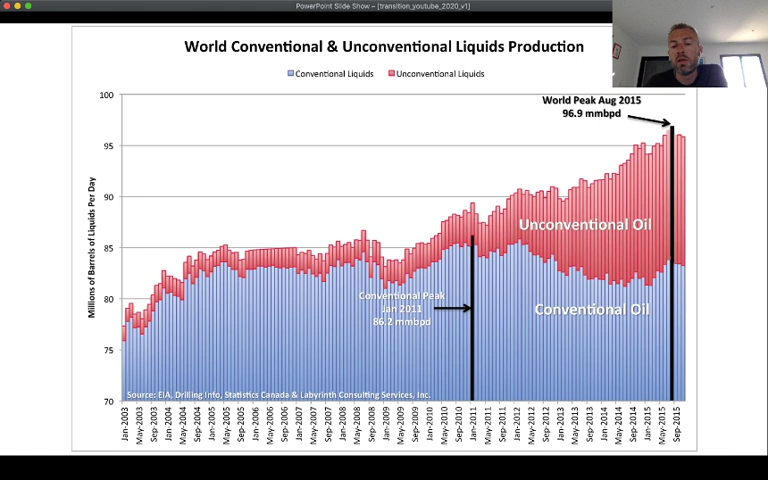 PowerPoint Slide Show – [transition_youtube_2020_v1]
World Conventional & Unconventional Liquids Production
Conventional Liquids Unconventional Liquids
World Peak Aug 2015
96.9 mmbpd
Millions of Barrels of Liquids Per Day
100
95
90
85
80
75
70
Unconventional Oil
Conventional Peak
Jan 2011
86.2 mmbpd
Conventional Oil
Source: EIA, Drilling Info, Statistics Canada & Labyrinth Consulting Services, Inc.
Jan-2003
May-2003
Sep-2003
Jan-2004
May-2004
Sep-2004
Jan-2005
May-2005
Sep-2005
Jan-2006
May-2006
Sep-2006
Jan-2007
May-2007
Sep-2007
Jan-2008
May-2008
Sep-2008
Jan-2009
May-2009
Sep-2009
Jan-2010
May-2010
Sep-2010
Jan-2011
May-2011
Sep-2011
Jan-2012
May-2012
Sep-2012
Jan-2013
May-2013
Sep-2013
Jan-2014
May-2014
Sep-2014
Jan-2015
May-2015
Sep-2015